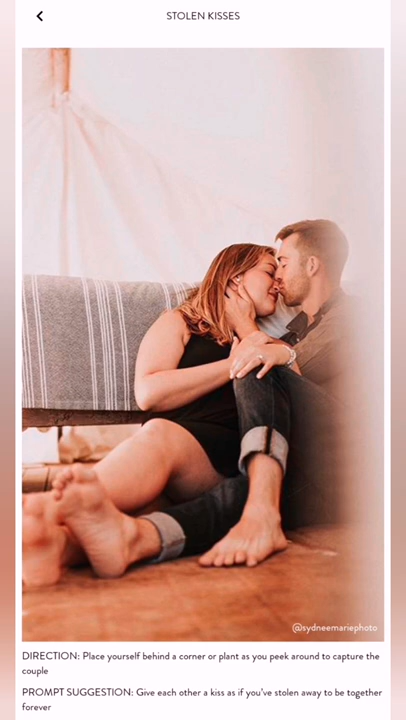 STOLEN KISSES
@sydneemariephoto
DIRECTION: Place yourself behind a corner or plant as you peek around to capture the
couple
PROMPT SUGGESTION: Give each other a kiss as if you've stolen away to be together
forever